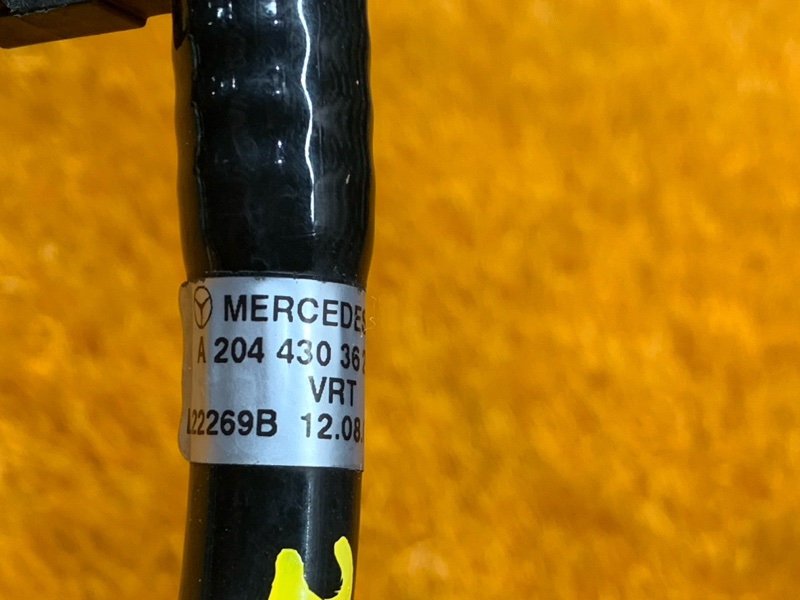 MERCEDES
A 204 430 36
VRT
22269B 12.08.